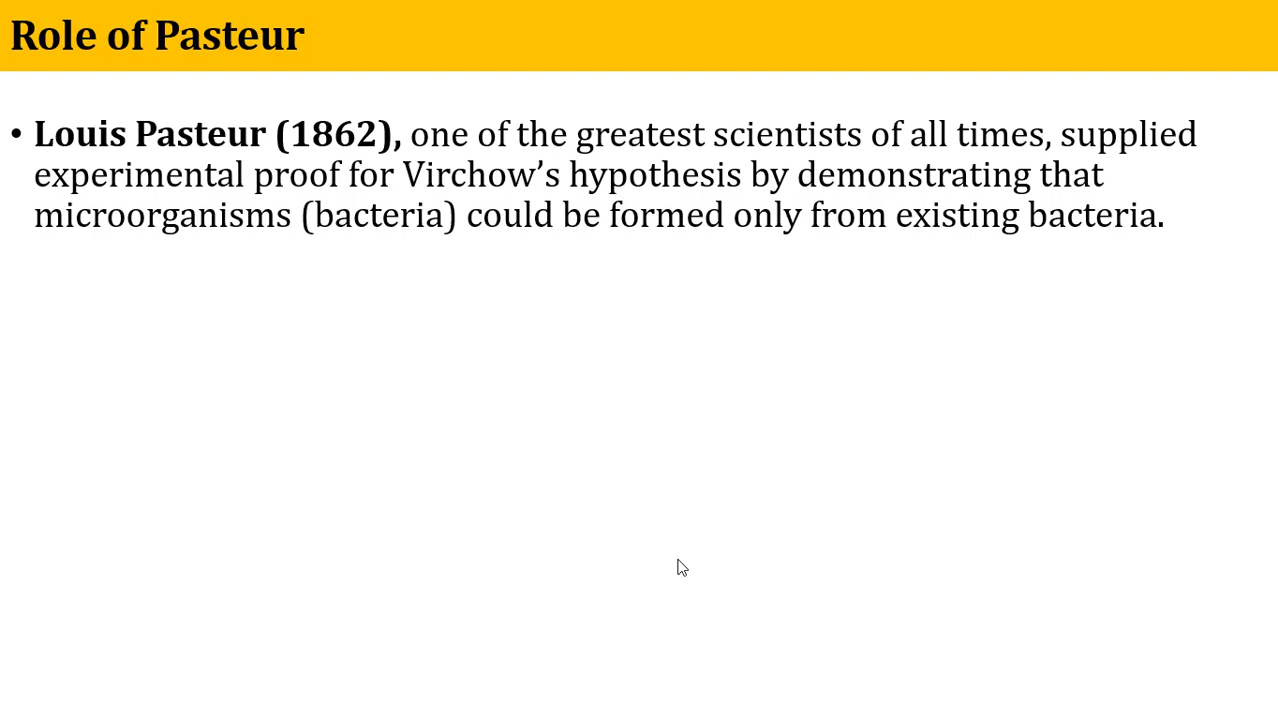 Role of Pasteur
• Louis Pasteur (1862), one of the greatest scientists of all times, supplied
experimental proof for Virchow’s hypothesis by demonstrating that
microorganisms (bacteria) could be formed only from existing bacteria.